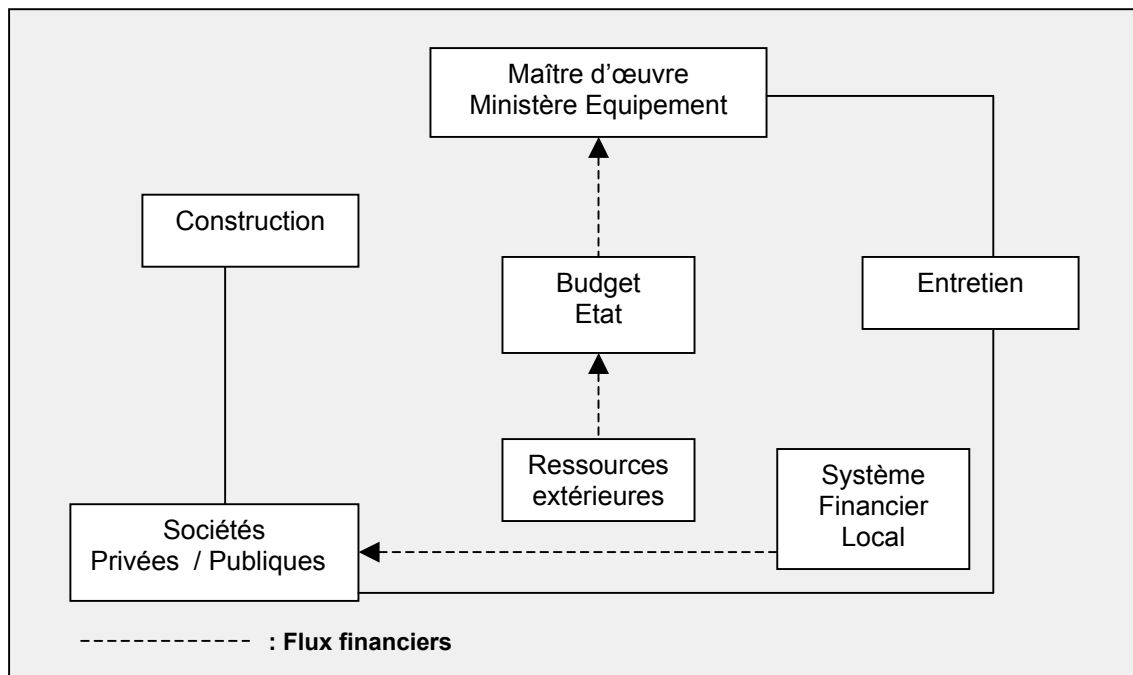 Maître d’œuvre
Ministère Equipement
Construction
Budget
Etat
Entretien
Ressources
extérieures
Système
Financier
Local
Sociétés
Privées / Publiques
: Flux financiers